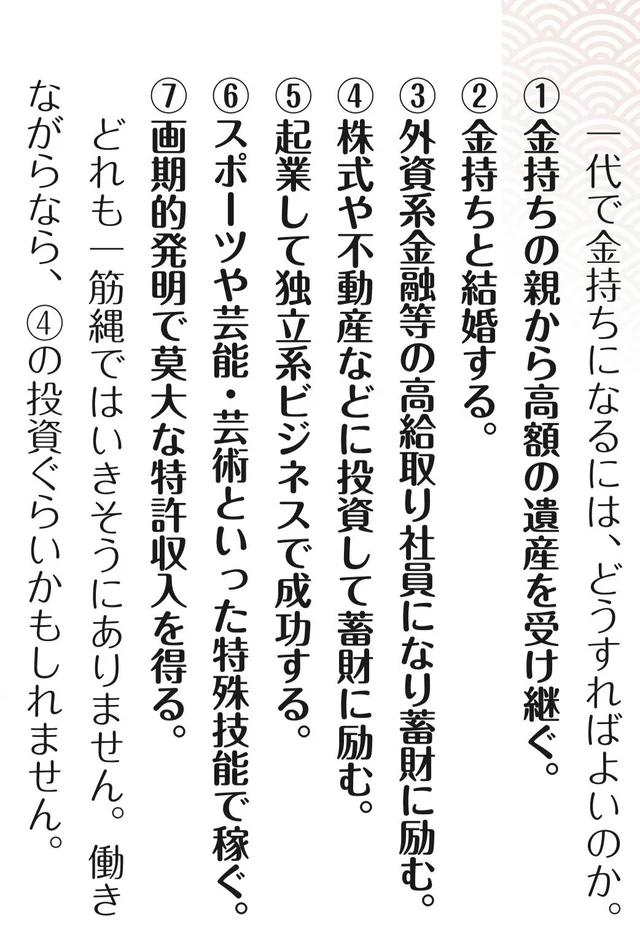 一代で金持ちになるには、どうすればよいのか。
①金持ちの親から高額の遺産を受け継ぐ。
②金持ちと結婚する。
③外資系金融等の高給取り社員になり蓄財に励む。
④株式や不動産などに投資して蓄財に励む。
⑤起業して独立系ビジネスで成功する。
⑥スポーツや芸能・芸術といった特殊技能で稼ぐ。
⑦画期的発明で莫大な特許収入を得る。
どれも一筋縄ではいきそうにありません。働き
ながらなら、④の投資ぐらいかもしれません。